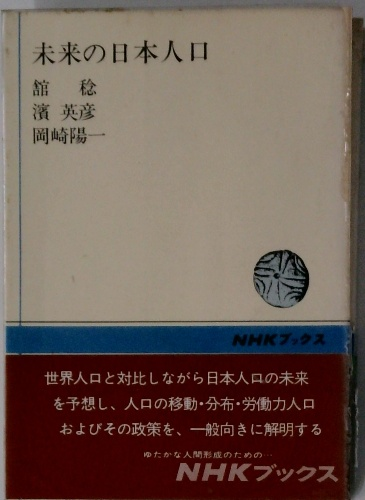 未来の日本人口
舘 稔
濱 英彦
岡崎陽一
NHKブックス
世界人口と対比しながら日本人口の未来
を予想し、人口の移動・分布・労働力人口
およびその政策を、一般向きに解明する
ゆたかな人間形成のための…
NHKブックス